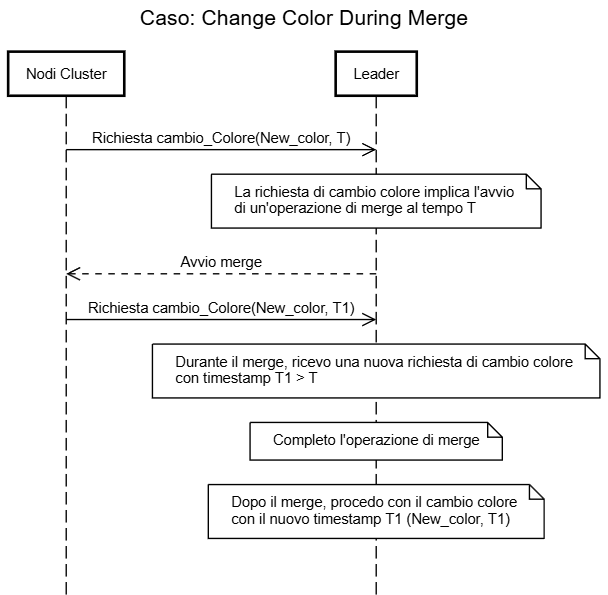 Caso: Change Color During Merge
Nodi Cluster
Leader
Richiesta cambio_Colore(New_color, T)
La richiesta di cambio colore implica l'avvio
di un'operazione di merge al tempo T
Avvio merge
Richiesta cambio_Colore(New_color, T1)
Durante il merge, ricevo una nuova richiesta di cambio colore
con timestamp T1 > T
Completo l'operazione di merge
Dopo il merge, procedo con il cambio colore
con il nuovo timestamp T1 (New_color, T1)